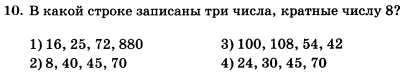 10. В какой строке записаны три числа, кратные числу 8?
1) 16, 25, 72, 880 3) 100, 108, 54, 42
2) 8, 40, 45, 70 4) 24, 30, 45, 70